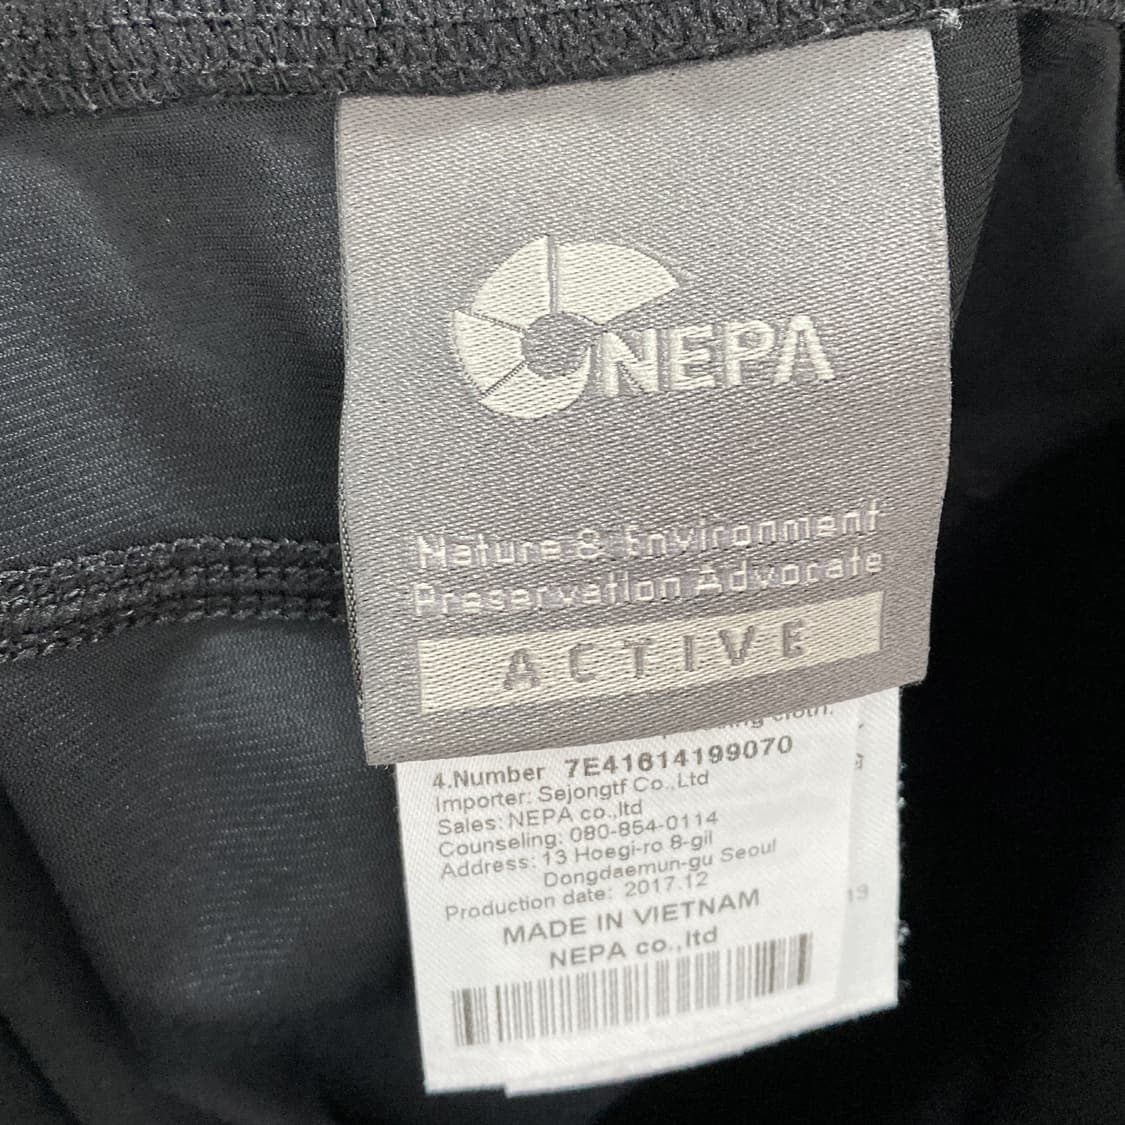 NEPA
Nature & Environment
Preservation Advocate
ACTIVE
cloth.
4.Number 7E41614199070
Importer: Sejongtf Co.,Ltd
Sales: NEPA co.,ltd
Counseling: 080-854-0114
Address: 13 Hoegi-ro 8-gil
Dongdaemun-gu Seoul
Production date: 2017.12
MADE IN VIETNAM
NEPA co.,ltd
19